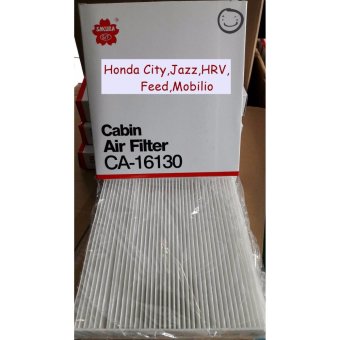 SAKURA
Honda City,Jazz,HRV,
Feed,Mobilio
Cabin
Air Filter
CA-16130